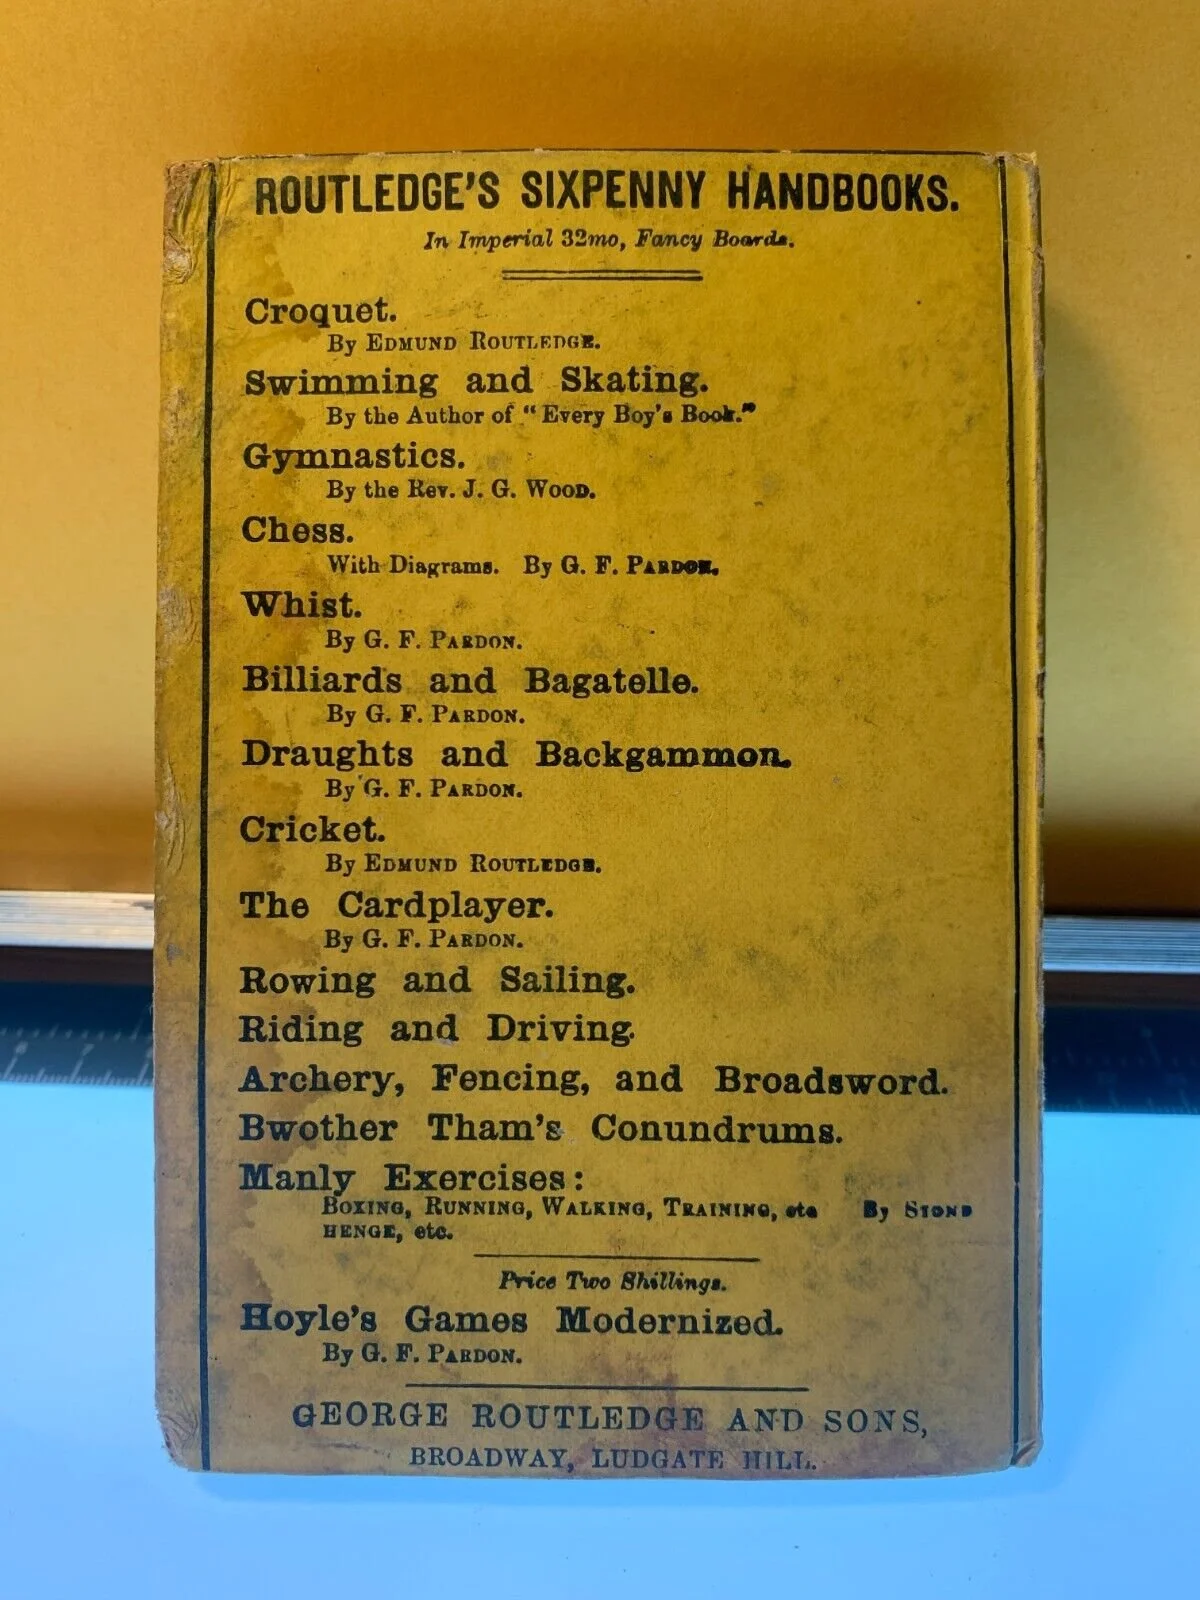 ROUTLEDGE'S SIXPENNY HANDBOOKS.
In Imperial 32mo, Fancy Boards.
Croquet.
By EDMUND ROUTLEDGE.
Swimming and Skating.
By the Author of "Every Boy's Book."
Gymnastics.
By the Rev. J. G. WOOD.
Chess.
With Diagrams. By G. F. PARDON.
Whist.
By G. F. PARDON.
Billiards and Bagatelle.
By G. F. PARDON.
Draughts and Backgammon.
By G. F. PARDON.
Cricket.
By EDMUND ROUTLEDGE.
The Cardplayer.
By G. F. PARDON.
Rowing and Sailing.
Riding and Driving.
Archery, Fencing, and Broadsword.
Bwother Tham's Conundrums.
Manly Exercises:
BOXING, RUNNING, WALKING, TRAINING, etc By STONE
HENGE, etc.
Price Two Shillings.
Hoyle's Games Modernized.
By G. F. PARDON.
GEORGE ROUTLEDGE AND SONS,
BROADWAY, LUDGATE HILL.